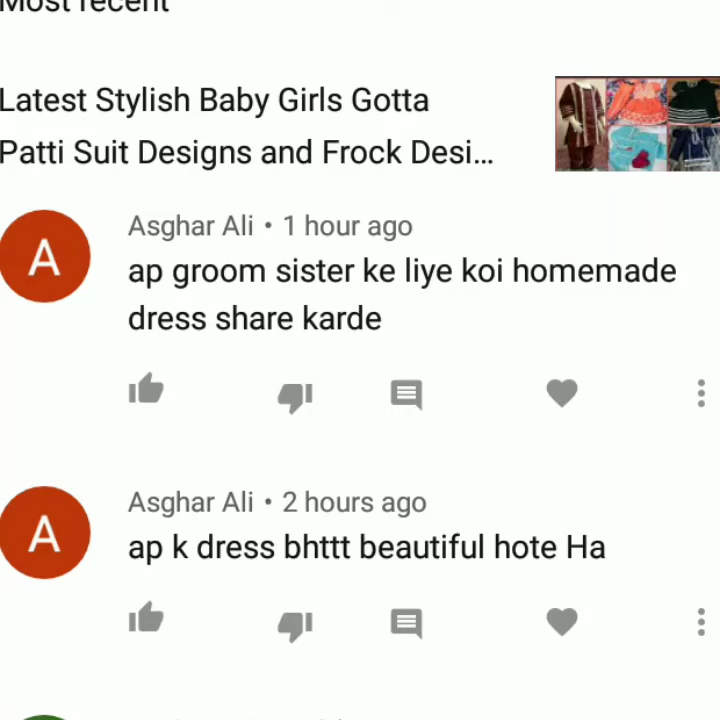 Most recent
Latest Stylish Baby Girls Gotta
Patti Suit Designs and Frock Desi...
A
Asghar Ali • 1 hour ago
ap groom sister ke liye koi homemade
dress share karde
A
Asghar Ali • 2 hours ago
ap k dress bhttt beautiful hote Ha